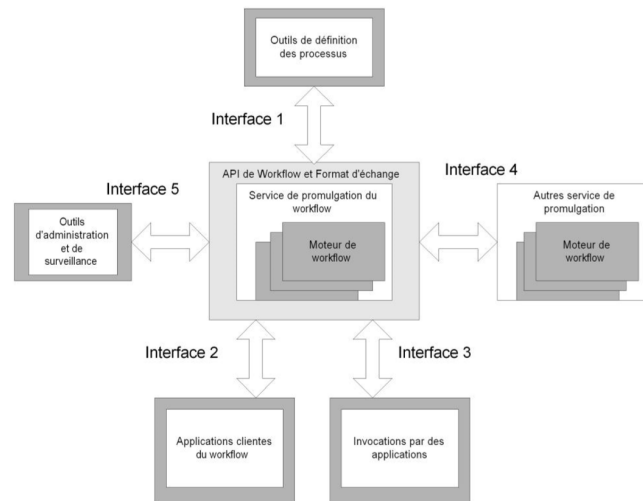 Outils de définition
des processus
Interface 1
API de Workflow et Format d'échange
Interface 4
Interface 5
Service de promulgation du
workflow
Autres service de
promulgation
Outils
d'administration
et de
surveillance
Moteur de
workflow
Moteur de
workflow
Interface 2
Interface 3
Applications clientes
du workflow
Invocations par des
applications